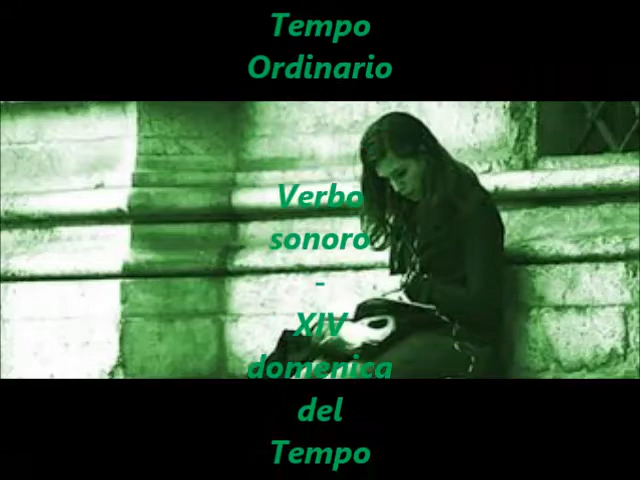 Tempo
Ordinario
Verbo
sonoro
-
XIV
domenica
del
Tempo